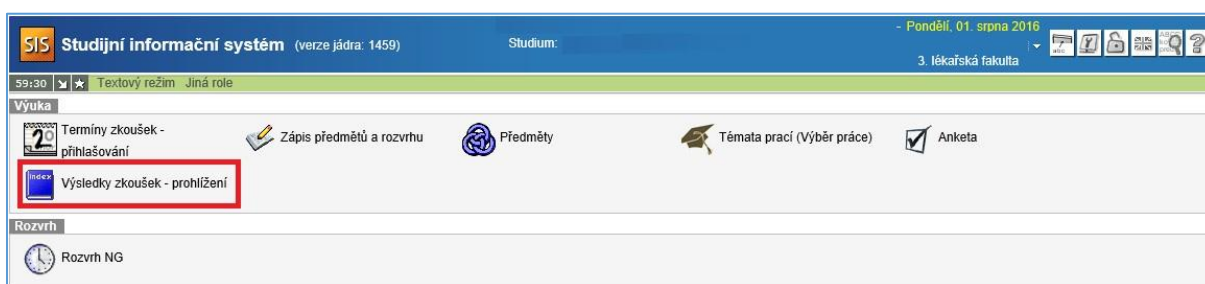 - Pondělí, 01. srpna 2016
SIS Studijní informační systém (verze jádra: 1459) Studium:
3. lékařská fakulta
59:30 Textový režim Jiná role
Výuka
Termíny zkoušek -
přihlašování
Zápis předmětů a rozvrhu
Předměty
Témata prací (Výběr práce)
Anketa
index
Výsledky zkoušek - prohlížení
Rozvrh
Rozvrh NG